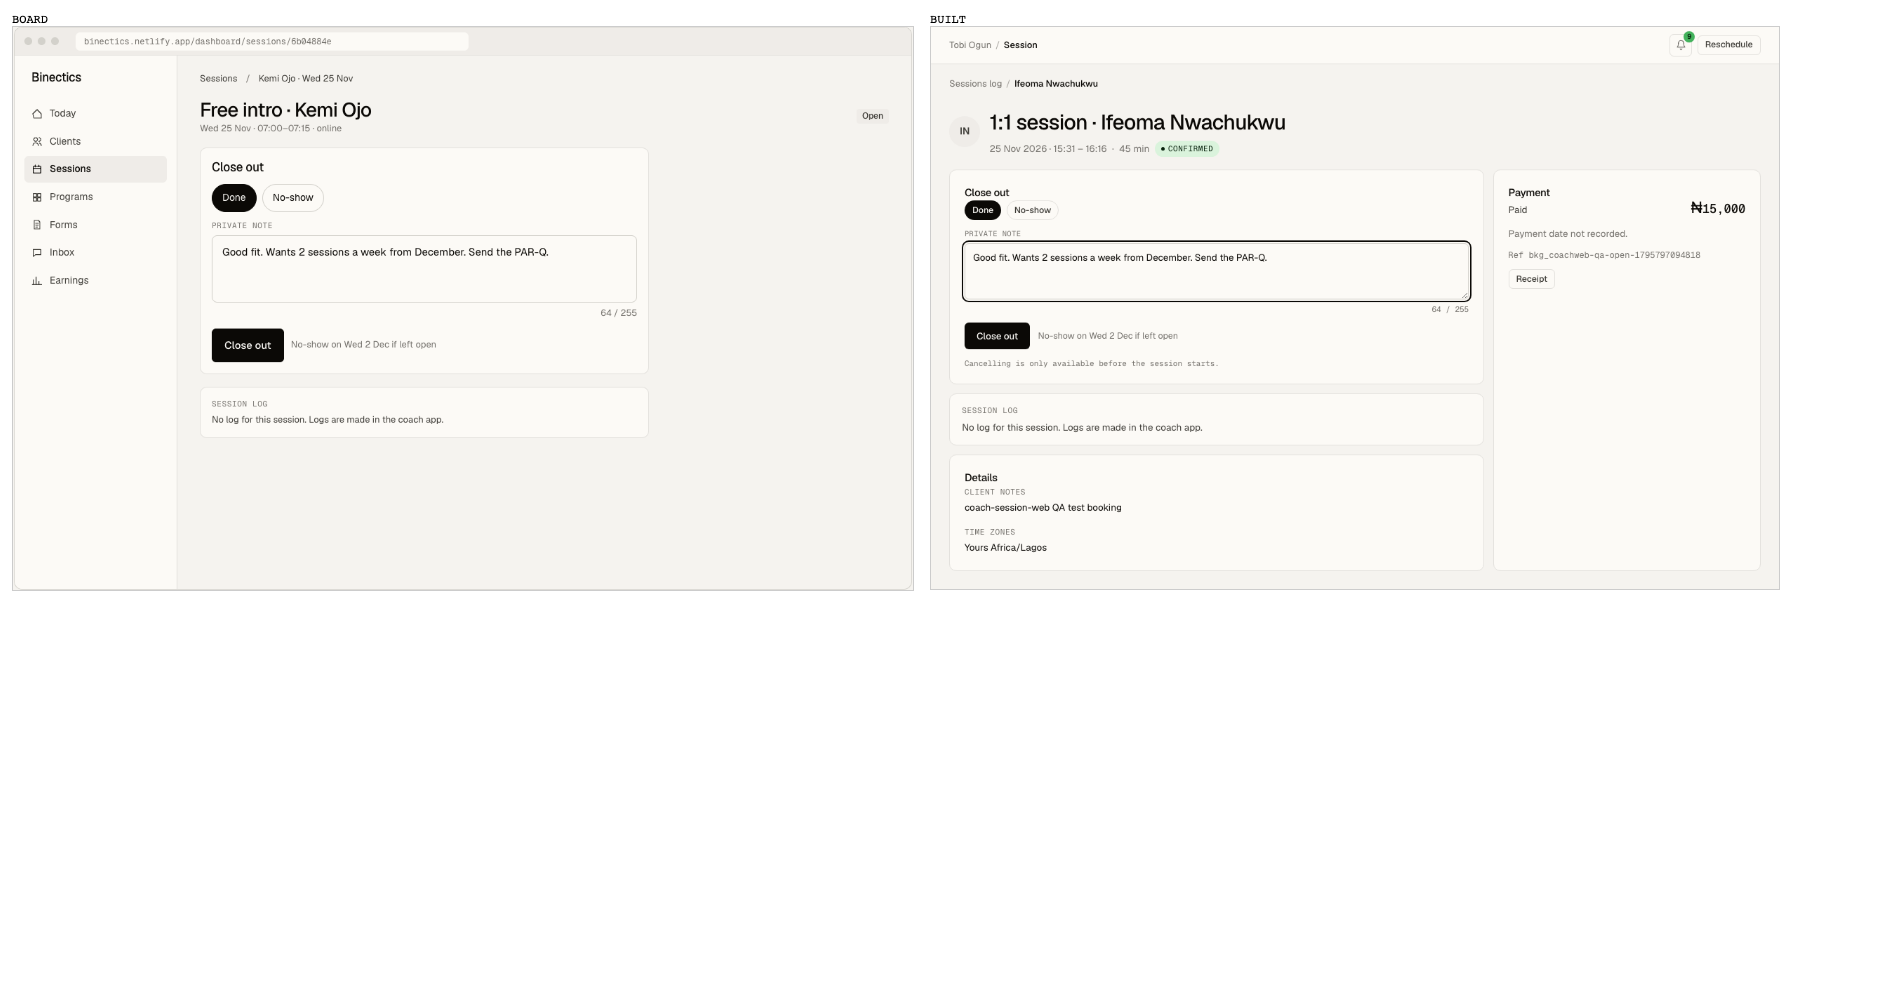 BOARD
binectics.netlify.app/dashboard/sessions/6b04884e
Binectics
Today
Clients
Sessions
Programs
Forms
Inbox
Earnings
Sessions / Kemi Ojo · Wed 25 Nov
Free intro · Kemi Ojo
Wed 25 Nov · 07:00–07:15 · online
Open
Close out
Done No-show
PRIVATE NOTE
Good fit. Wants 2 sessions a week from December. Send the PAR-Q.
64 / 255
Close out No-show on Wed 2 Dec if left open
SESSION LOG
No log for this session. Logs are made in the coach app.
BUILT
Tobi Ogun / Session
9
Reschedule
Sessions log / Ifeoma Nwachukwu
IN
1:1 session · Ifeoma Nwachukwu
25 Nov 2026 · 15:31 – 16:16 · 45 min • CONFIRMED
Close out
Done No-show
PRIVATE NOTE
Good fit. Wants 2 sessions a week from December. Send the PAR-Q.
64 / 255
Close out No-show on Wed 2 Dec if left open
Cancelling is only available before the session starts.
SESSION LOG
No log for this session. Logs are made in the coach app.
Details
CLIENT NOTES
coach-session-web QA test booking
TIME ZONES
Yours Africa/Lagos
Payment
Paid ₦15,000
Payment date not recorded.
Ref bkg_coachweb-qa-open-1795797094818
Receipt